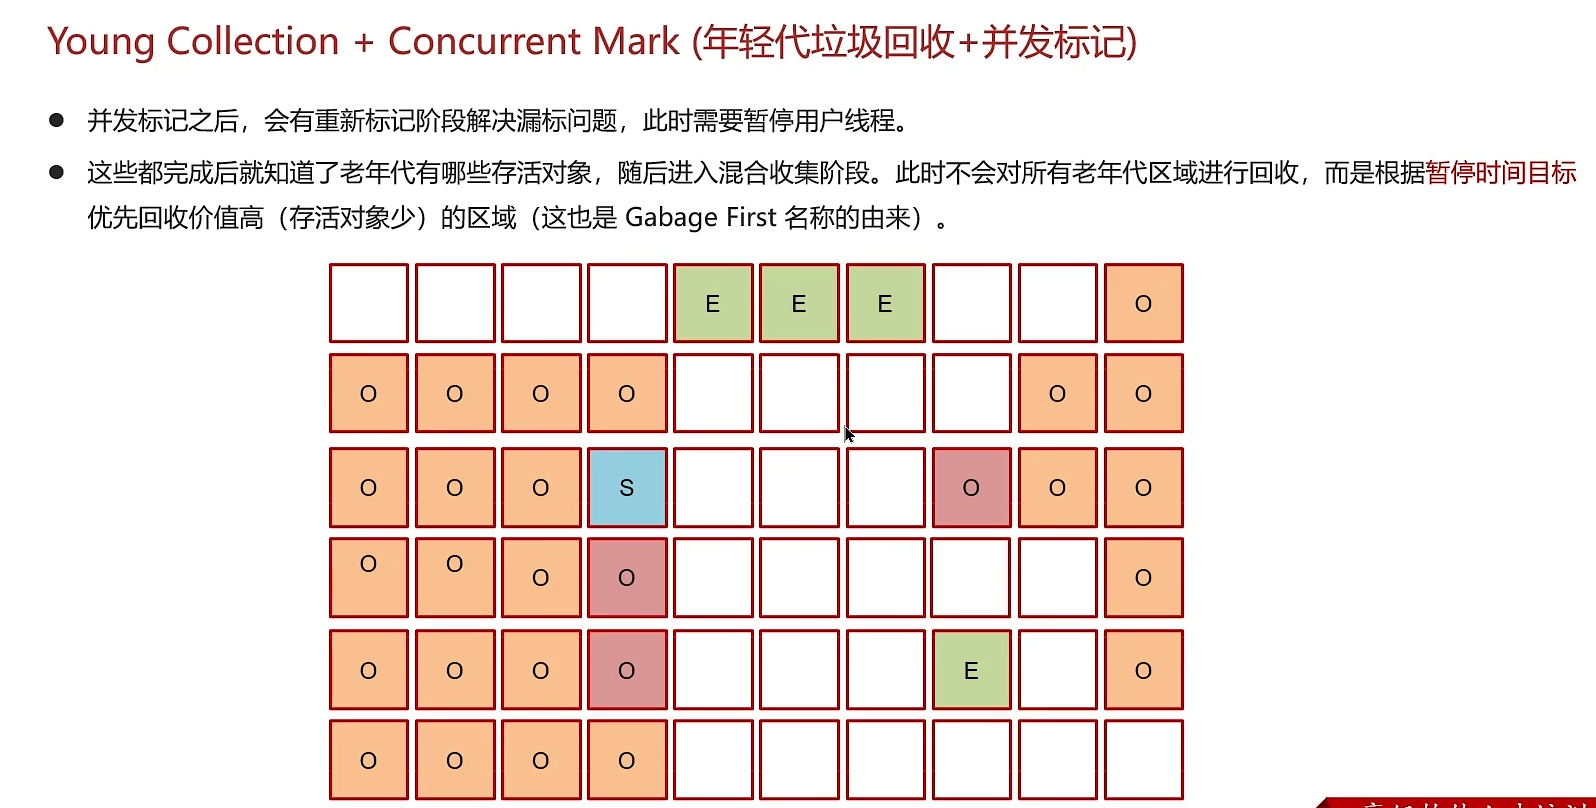 Young Collection + Concurrent Mark (年轻代垃圾回收+并发标记)
并发标记之后，会有重新标记阶段解决漏标问题，此时需要暂停用户线程。
这些都完成后就知道了老年代有哪些存活对象，随后进入混合收集阶段。此时不会对所有老年代区域进行回收，而是根据暂停时间目标
优先回收价值高（存活对象少）的区域（这也是 Gabage First 名称的由来）。
E E E O
O O O O O O
O O O S O O O
O O O O O
O O O O E O
O O O O